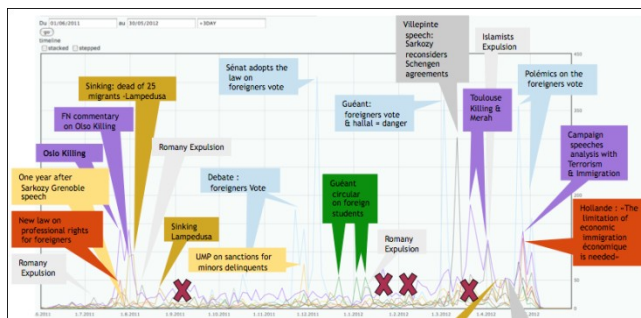 Du 01/06/2011 au 30/05/2012 +3DMY
go
timeline
stacked stepped
Villepinte
speech:
Sarkozy
reconsiders
Schengen
agreements
Islamists
Expulsion
Sinking: dead of 25
migrants -Lampedusa
Sénat adopts the
law on
foreigners vote
Polémics on the
foreigners vote
FN commentary
on Olso Killing
Guéant:
foreigners vote
& hallal = danger
Toulouse
Killing &
Merah
Romany Expulsion
Oslo Killing
Campaign
speeches
analysis with
Terrorism
& Immigration
One year after
Sarkozy Grenoble
speech
Debate :
foreigners Vote
Guéant
circular
on foreign
students
Hollande : «The
limitation of
economic
immigration
économique
is needed»
New law on
professional rights
for foreigners
Sinking
Lampedusa
UMP on sanctions for
minors delinquents
Romany
Expulsion
Romany
Expulsion